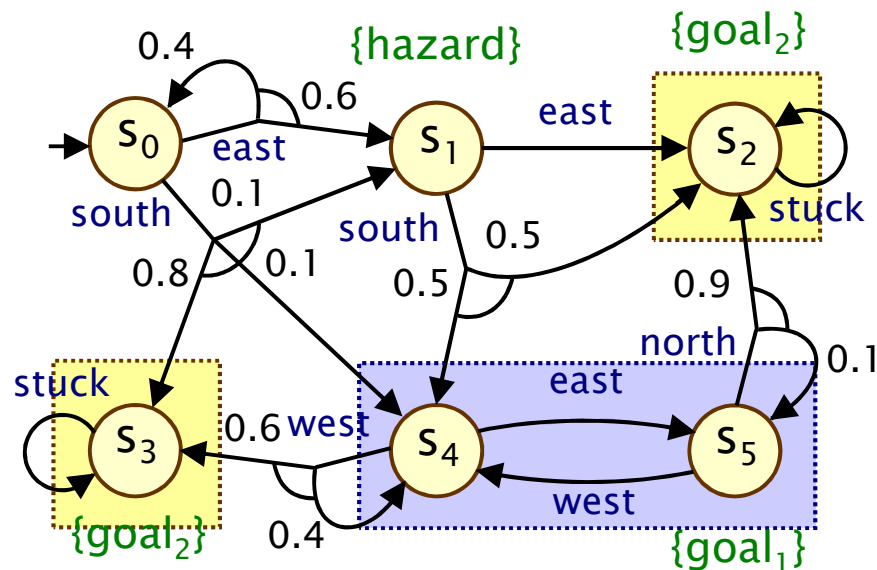 {goal₂}
{hazard}
0.4
0.6
east
s₀
s₁
s₂
east
0.1
south
south
0.5
stuck
0.1
0.8
0.5
0.9
north
0.1
stuck
east
0.6
west
s₃
s₄
s₅
west
0.4
{goal₂}
{goal₁}